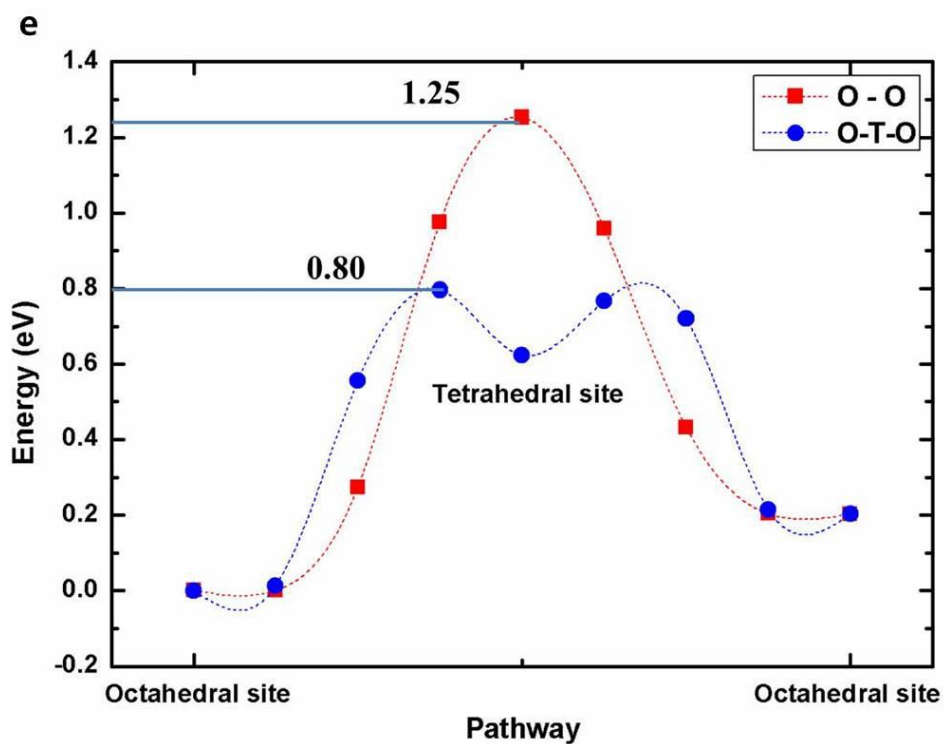 e
1.4
1.25
O - O
O-T-O
1.2
1.0
0.80
0.8
0.6
Tetrahedral site
0.4
0.2
0.0
-0.2
Energy (eV)
Octahedral site
Octahedral site
Pathway